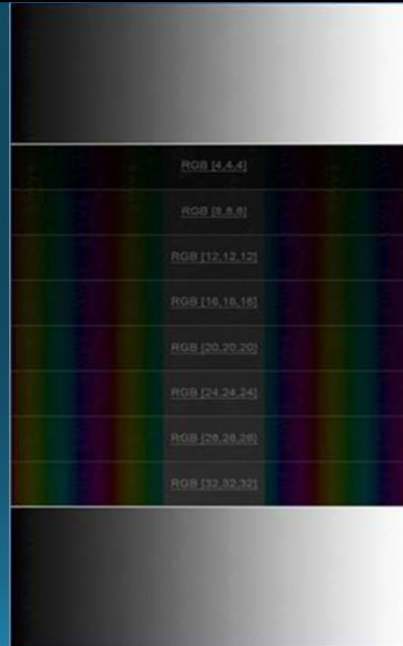 RGB [4,4,4]
RGB [8,8,8]
RGB [12,12,12]
RGB [16,16,16]
RGB [20,20,20]
RGB [24,24,24]
RGB [28,28,28]
RGB [32,32,32]